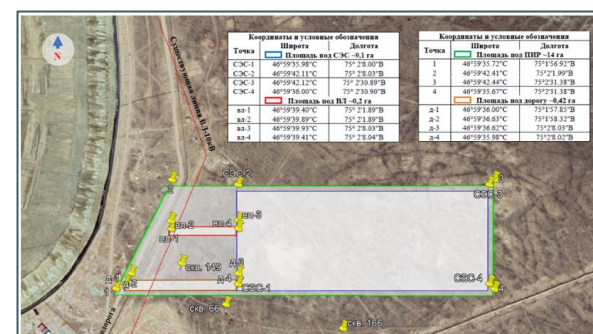 N
Существующая линия ВЛ-10кВ
Координаты и условные обозначения
Точка Широта Долгота
Площадь под СЭС ~9,1 га
СЭС-1 46°59'35.98"С 75° 2'8.00"В
СЭС-2 46°59'42.11"С 75° 2'8.03"В
СЭС-3 46°59'42.12"С 75° 2'30.89"В
СЭС-4 46°59'36.00"С 75° 2'30.90"В
Площадь под ВЛ ~0,2 га
вл-1 46°59'39.40"С 75°2'1.89"В
вл-2 46°59'39.89"С 75°2'1.89"В
вл-3 46°59'39.93"С 75°2'8.03"В
вл-4 46°59'39.41"С 75°2'8.04"В
Координаты и условные обозначения
Точка Широта Долгота
Площадь под ПИР ~14 га
1 46°59'35.72"С 75°1'56.92"В
2 46°59'42.41"С 75°2'1.99"В
3 46°59'42.44"С 75°2'31.38"В
4 46°59'35.67"С 75°2'31.38"В
Площадь под дорогу ~0,42 га
д-1 46°59'36.00"С 75°1'57.85"В
д-2 46°59'36.63"С 75°1'58.32"В
д-3 46°59'36.62"С 75°2'8.03"В
д-4 46°59'35.98"С 75°2'8.02"В
СЭС-2
3
2
СЭС-3
вл-3
вл-2
вл-4
вл-1
скв. 149
д-3
д-1
д-2
д-4
СЭС-1
СЭС-4
1
4
скв. 66
скв. 166